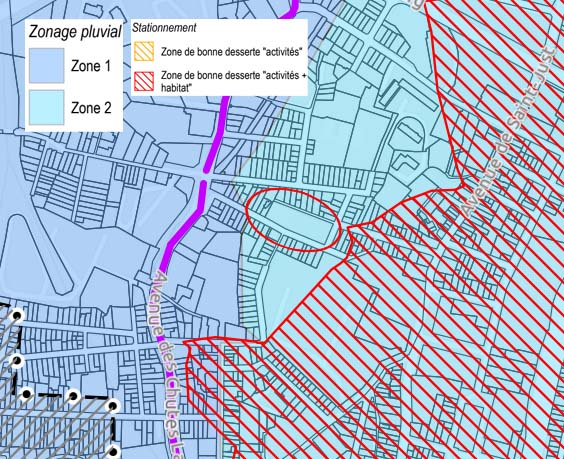 Zonage pluvial
Zone 1
Zone 2
Stationnement
Zone de bonne desserte "activités"
Zone de bonne desserte "activités +
habitat"
Avenue de Saint-Just
Avenue des Chutes L